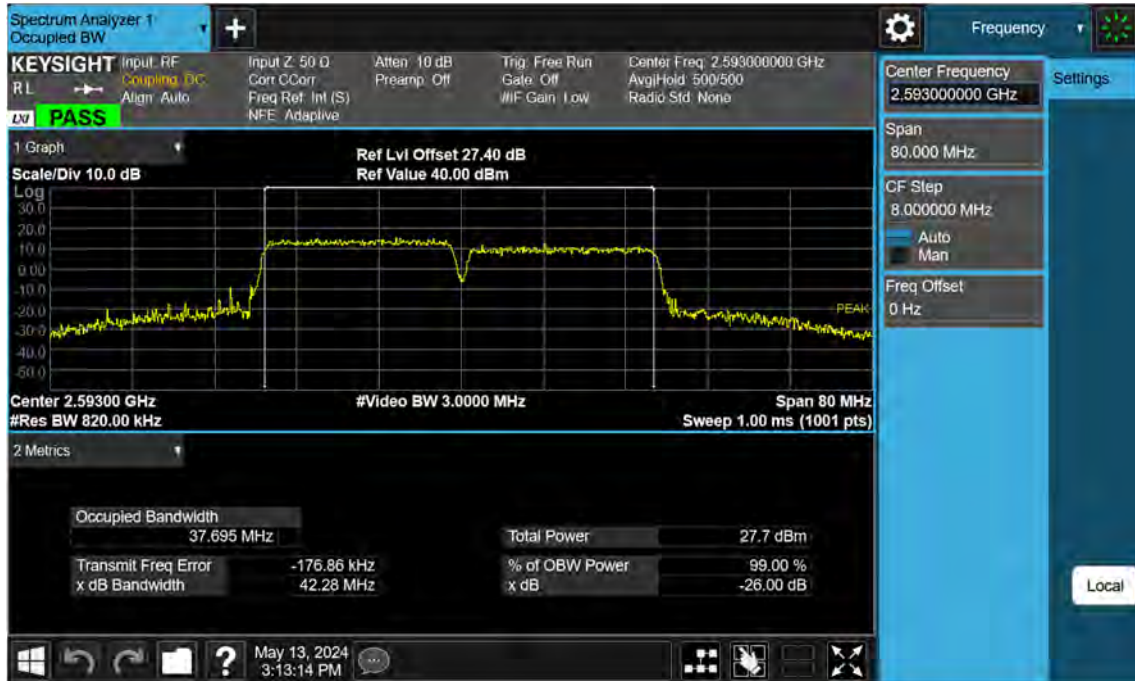 Spectrum Analyzer 1
Occupied BW
+
Frequency
KEYSIGHT
Input: RF
Coupling: DC
Align: Auto
Input Z: 50 Ω
Corr CCorr
Freq Ref: Int (S)
NFE: Adaptive
Atten: 10 dB
Preamp: Off
Trig: Free Run
Gate: Off
#IF Gain: Low
Center Freq: 2.593000000 GHz
Avg|Hold: 500/500
Radio Std: None
R L
LXI
PASS
Center Frequency
2.593000000 GHz
Settings
Span
80.000 MHz
CF Step
8.000000 MHz
Auto
Man
Freq Offset
0 Hz
1 Graph
Scale/Div 10.0 dB
Ref Lvl Offset 27.40 dB
Ref Value 40.00 dBm
Log
30.0
20.0
10.0
0.00
-10.0
-20.0
-30.0
-40.0
-50.0
PEAK
Center 2.59300 GHz
#Video BW 3.0000 MHz
Span 80 MHz
#Res BW 820.00 kHz
Sweep 1.00 ms (1001 pts)
2 Metrics
Occupied Bandwidth
37.695 MHz
Total Power 27.7 dBm
Transmit Freq Error -176.86 kHz
% of OBW Power 99.00 %
x dB Bandwidth 42.28 MHz
x dB -26.00 dB
Local
?
May 13, 2024
3:13:14 PM